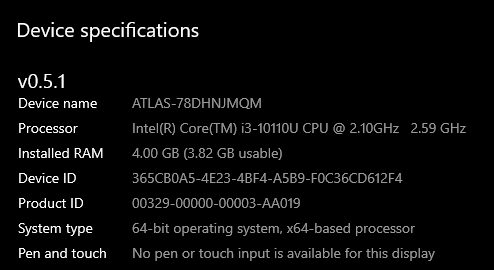 Device specifications
v0.5.1
Device name ATLAS-78DHNJMQM
Processor Intel(R) Core(TM) i3-10110U CPU @ 2.10GHz 2.59 GHz
Installed RAM 4.00 GB (3.82 GB usable)
Device ID 365CB0A5-4E23-4BF4-A5B9-F0C36CD612F4
Product ID 00329-00000-00003-AA019
System type 64-bit operating system, x64-based processor
Pen and touch No pen or touch input is available for this display